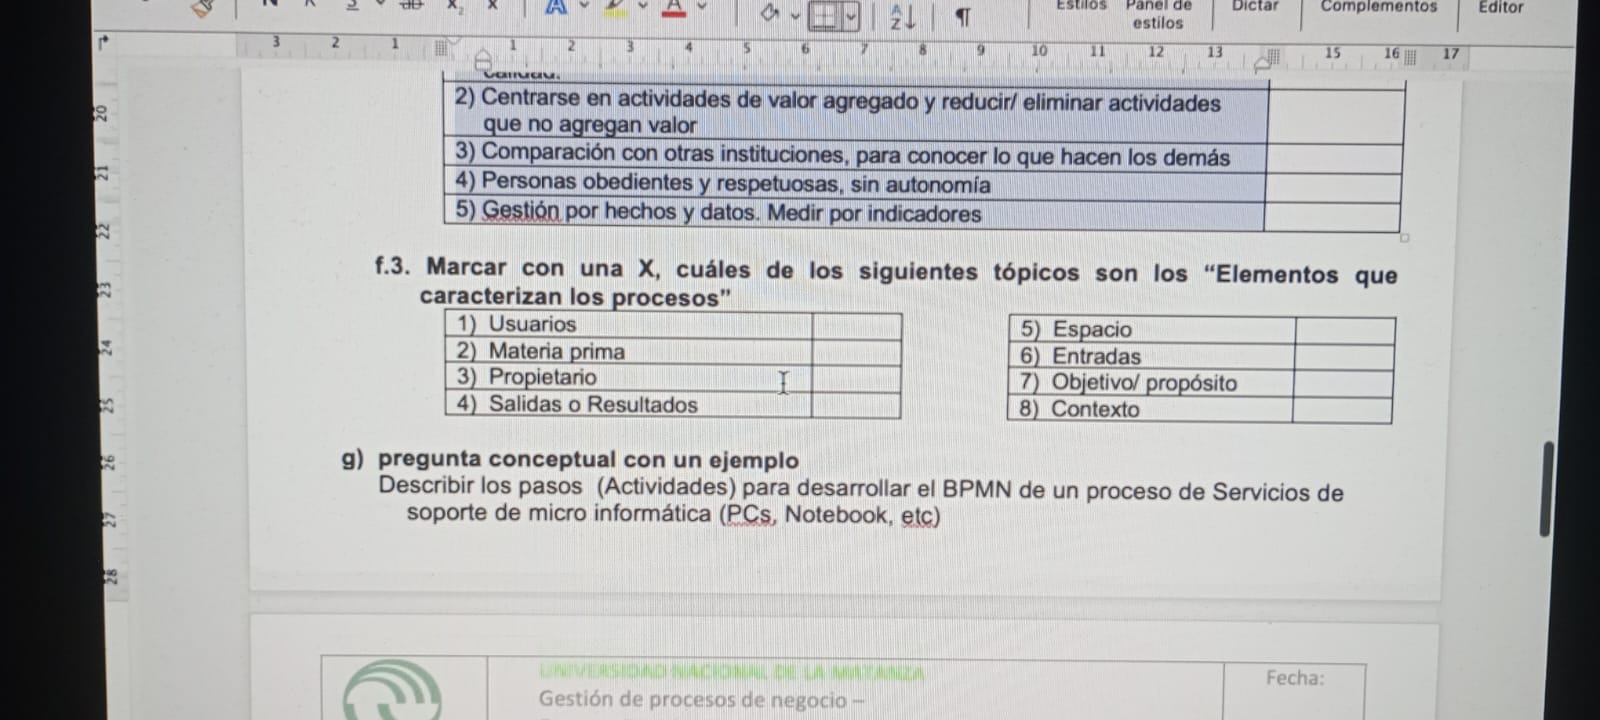 Estilos Panel de estilos Dictar Complementos Editor
3 2 1 1 2 3 4 5 6 7 8 9 10 11 12 13 15 16 17
2) Centrarse en actividades de valor agregado y reducir/ eliminar actividades
que no agregan valor
3) Comparación con otras instituciones, para conocer lo que hacen los demás
4) Personas obedientes y respetuosas, sin autonomía
5) Gestión por hechos y datos. Medir por indicadores
f.3. Marcar con una X, cuáles de los siguientes tópicos son los “Elementos que
caracterizan los procesos”
1) Usuarios
2) Materia prima
3) Propietario
4) Salidas o Resultados
5) Espacio
6) Entradas
7) Objetivo/ propósito
8) Contexto
g) pregunta conceptual con un ejemplo
Describir los pasos (Actividades) para desarrollar el BPMN de un proceso de Servicios de
soporte de micro informática (PCs, Notebook, etc)
UNIVERSIDAD NACIONAL DE LA MATANZA
Gestión de procesos de negocio –
Fecha:
20
21
22
23
24
25
26
27
28